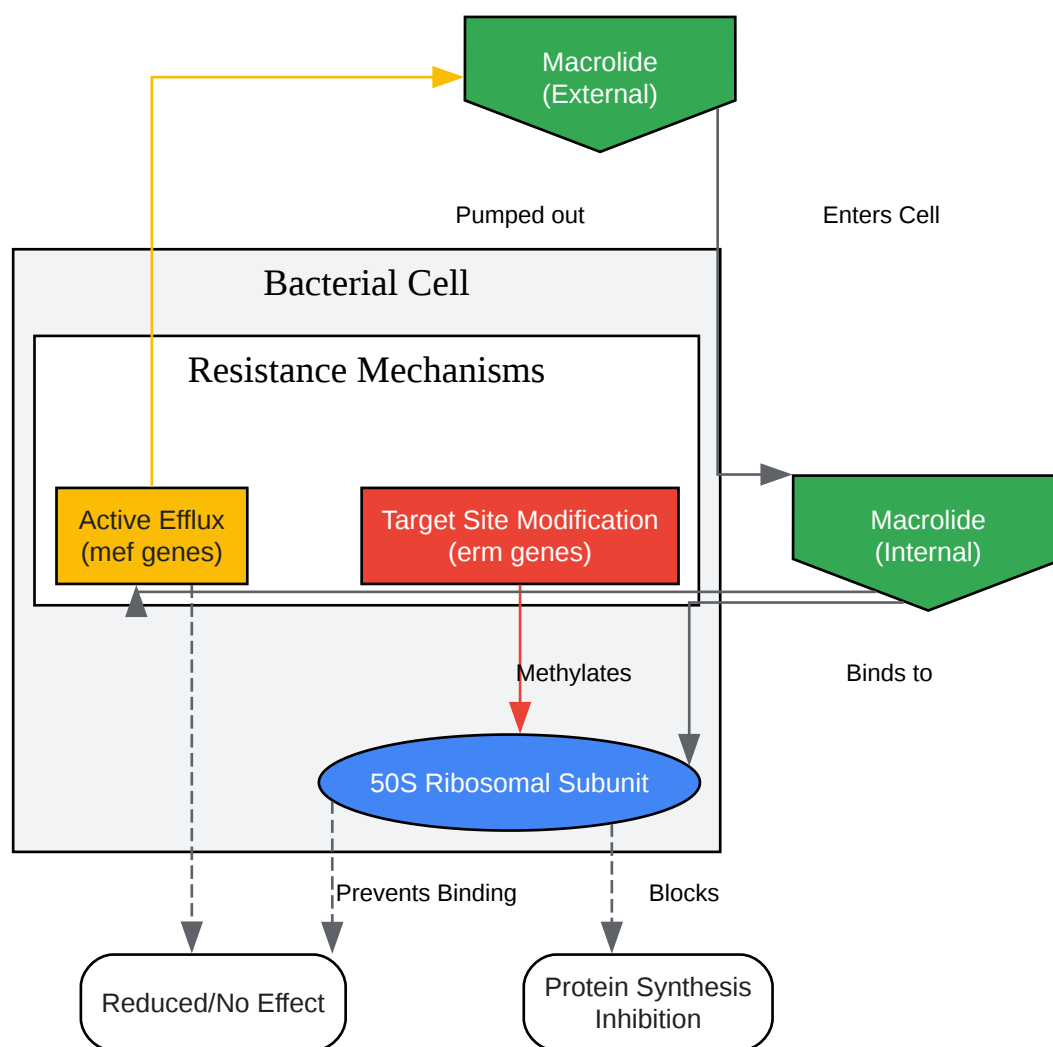 Macrolide
(External)
Pumped out
Enters Cell
Bacterial Cell
Resistance Mechanisms
Active Efflux
(mef genes)
Target Site Modification
(erm genes)
Macrolide
(Internal)
Methylates
Binds to
50S Ribosomal Subunit
Prevents Binding
Blocks
Reduced/No Effect
Protein Synthesis
Inhibition